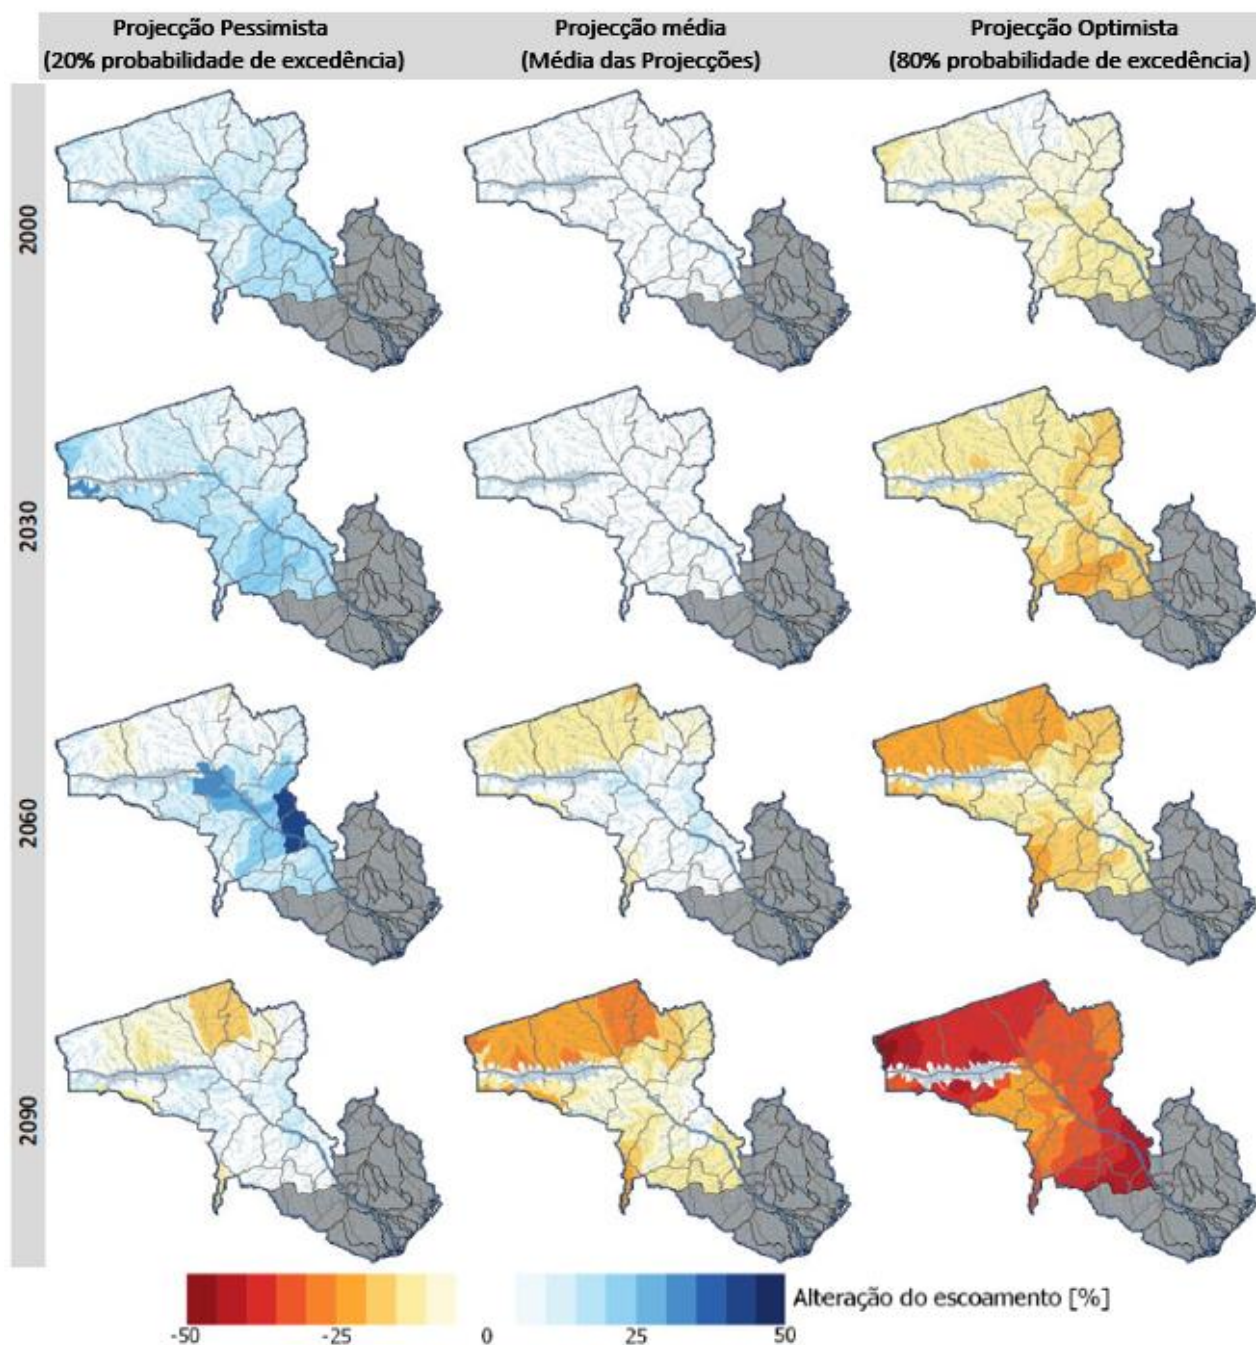 Projecção Pessimista
(20% probabilidade de excedência)
Projecção média
(Média das Projecções)
Projecção Optimista
(80% probabilidade de excedência)
2000
2030
2060
2090
-50
-25
0
25
50
Alteração do escoamento [%]